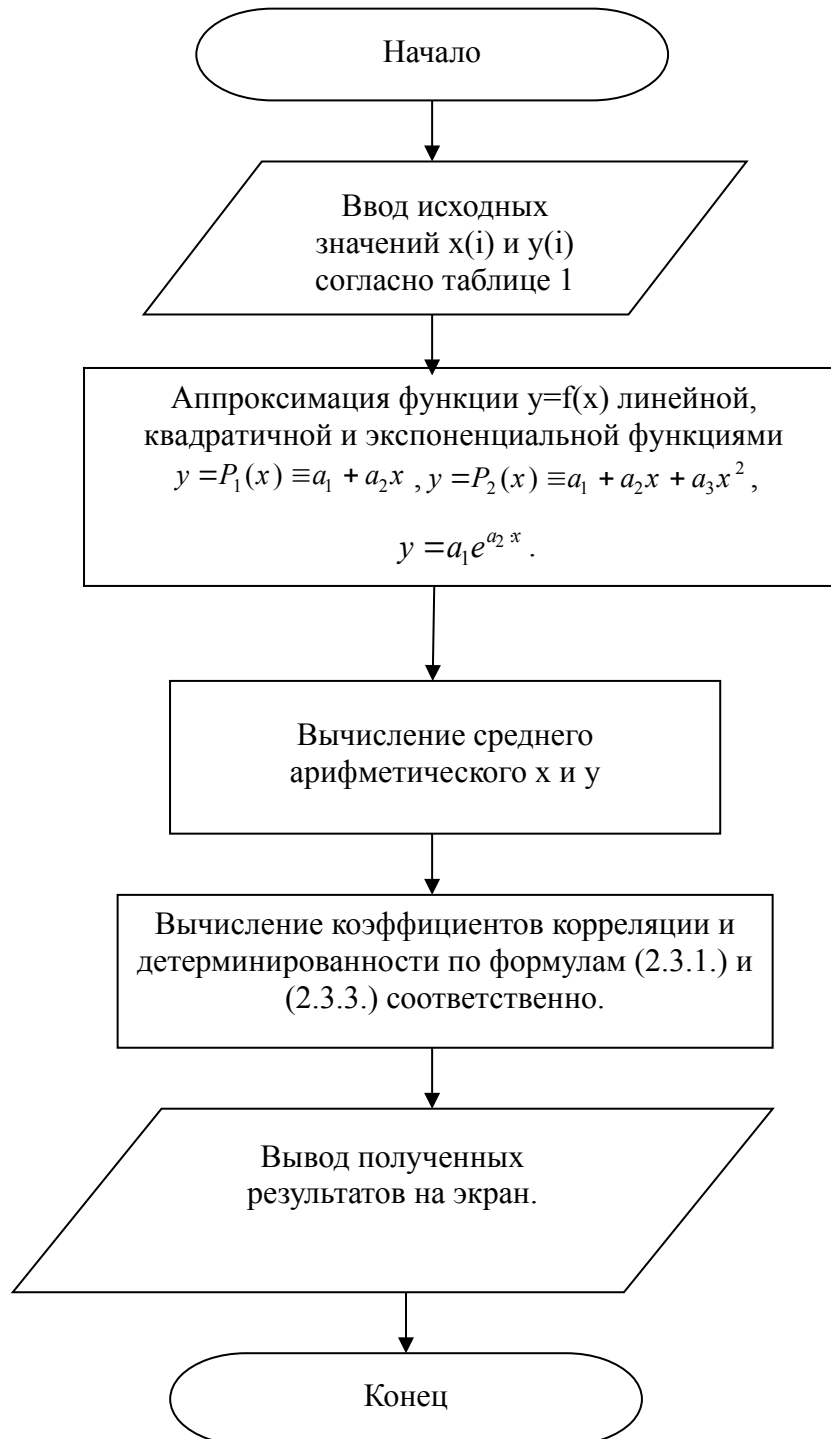 Начало
Ввод исходных
значений x(i) и y(i)
согласно таблице 1
Аппроксимация функции y=f(x) линейной,
квадратичной и экспоненциальной функциями
y =P₁(x) ≡a₁ + a₂x , y =P₂(x) ≡a₁ + a₂x + a₃x² ,
y =a₁e^{a₂·x} .
Вычисление среднего
арифметического x и y
Вычисление коэффициентов корреляции и
детерминированности по формулам (2.3.1.) и
(2.3.3.) соответственно.
Вывод полученных
результатов на экран.
Конец